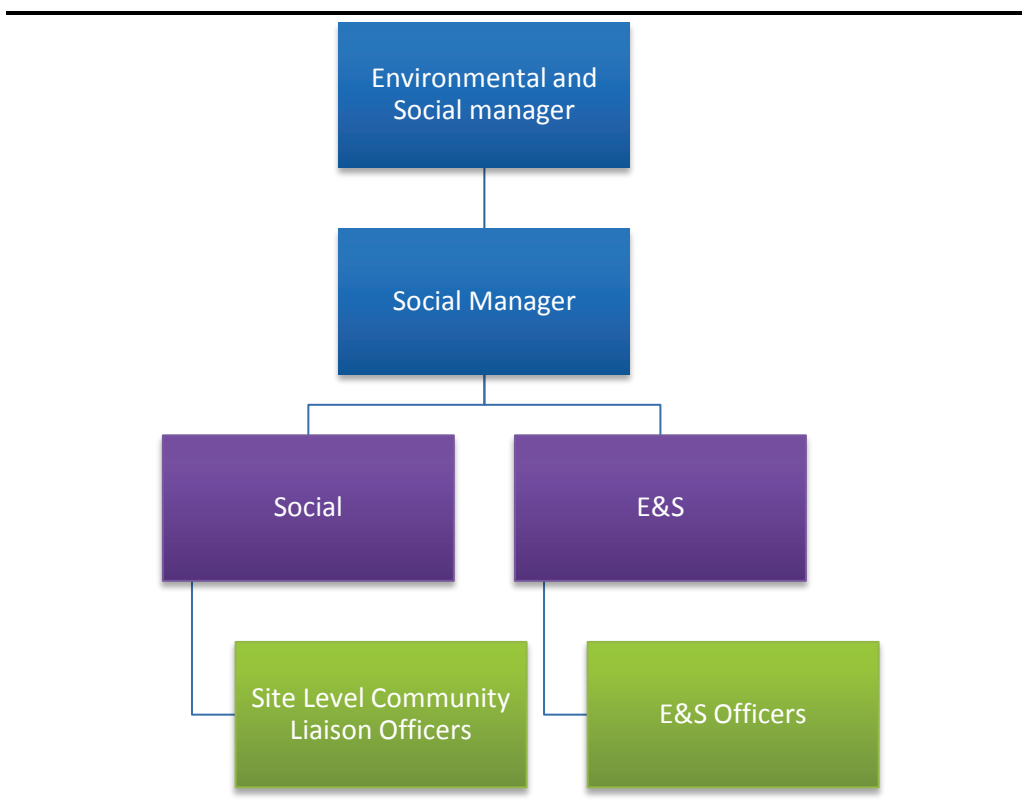 Environmental and
Social manager
Social Manager
Social
E&S
Site Level Community
Liaison Officers
E&S Officers